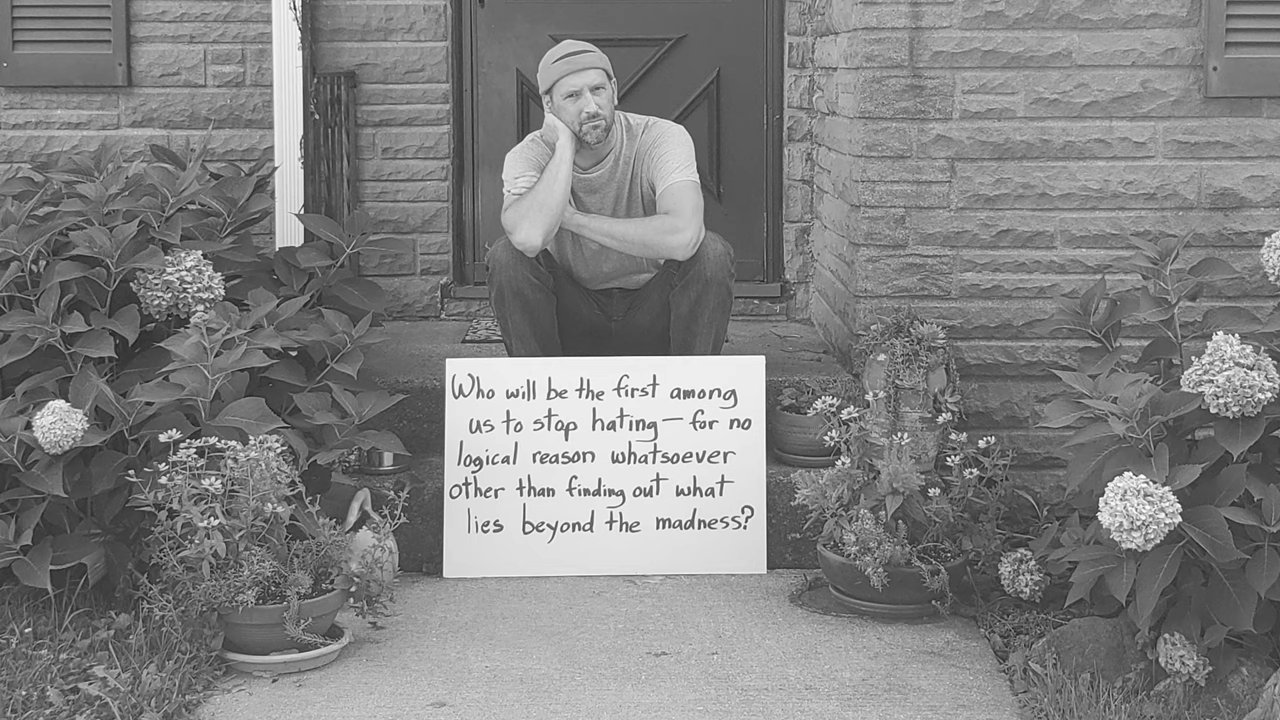 Who will be the first among
us to stop hating—for no
logical reason whatsoever
other than finding out what
lies beyond the madness?